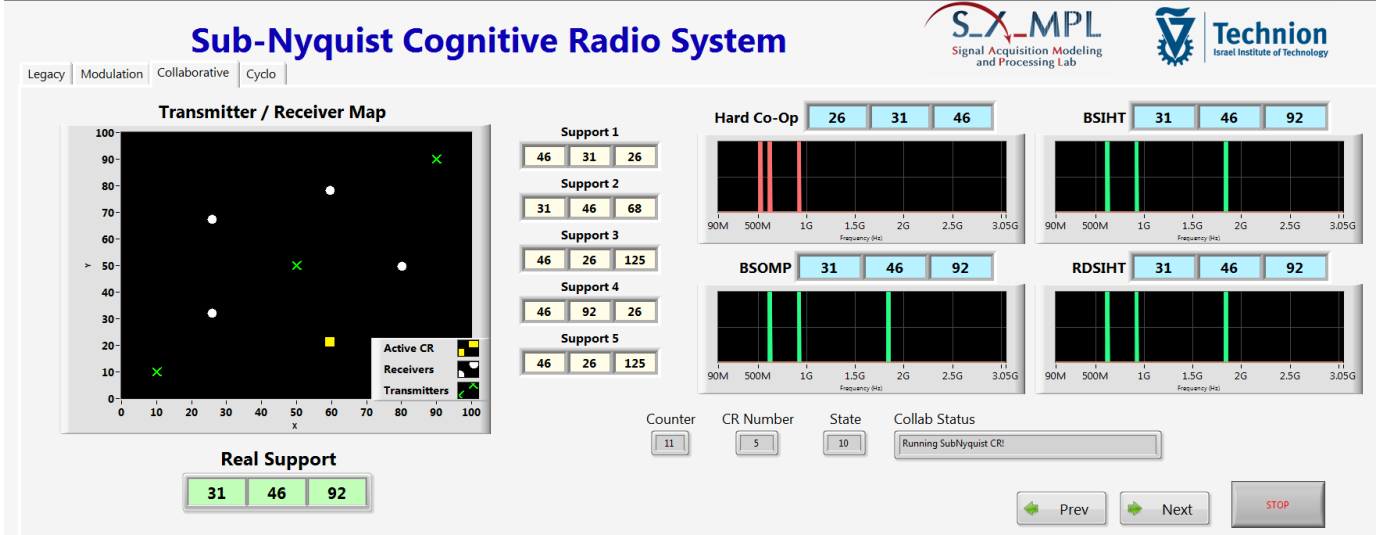 Sub-Nyquist Cognitive Radio System
S_X_MPL
Signal Acquisition Modeling
and Processing Lab
Technion
Israel Institute of Technology
Legacy Modulation Collaborative Cyclo
Transmitter / Receiver Map
100
90
80
70
60
50
40
30
20
10
0
Y
0 10 20 30 40 50 60 70 80 90 100
X
Active CR
Receivers
Transmitters
Real Support
31 46 92
Support 1
46 31 26
Support 2
31 46 68
Support 3
46 26 125
Support 4
46 92 26
Support 5
46 26 125
Hard Co-Op 26 31 46
90M 500M 1G 1.5G 2G 2.5G 3.05G
Frequency (Hz)
BSIHT 31 46 92
90M 500M 1G 1.5G 2G 2.5G 3.05G
Frequency (Hz)
BSOMP 31 46 92
90M 500M 1G 1.5G 2G 2.5G 3.05G
Frequency (Hz)
RDSIHT 31 46 92
90M 500M 1G 1.5G 2G 2.5G 3.05G
Frequency (Hz)
Counter CR Number State Collab Status
11 5 10 Running SubNyquist CR!
Prev Next STOP